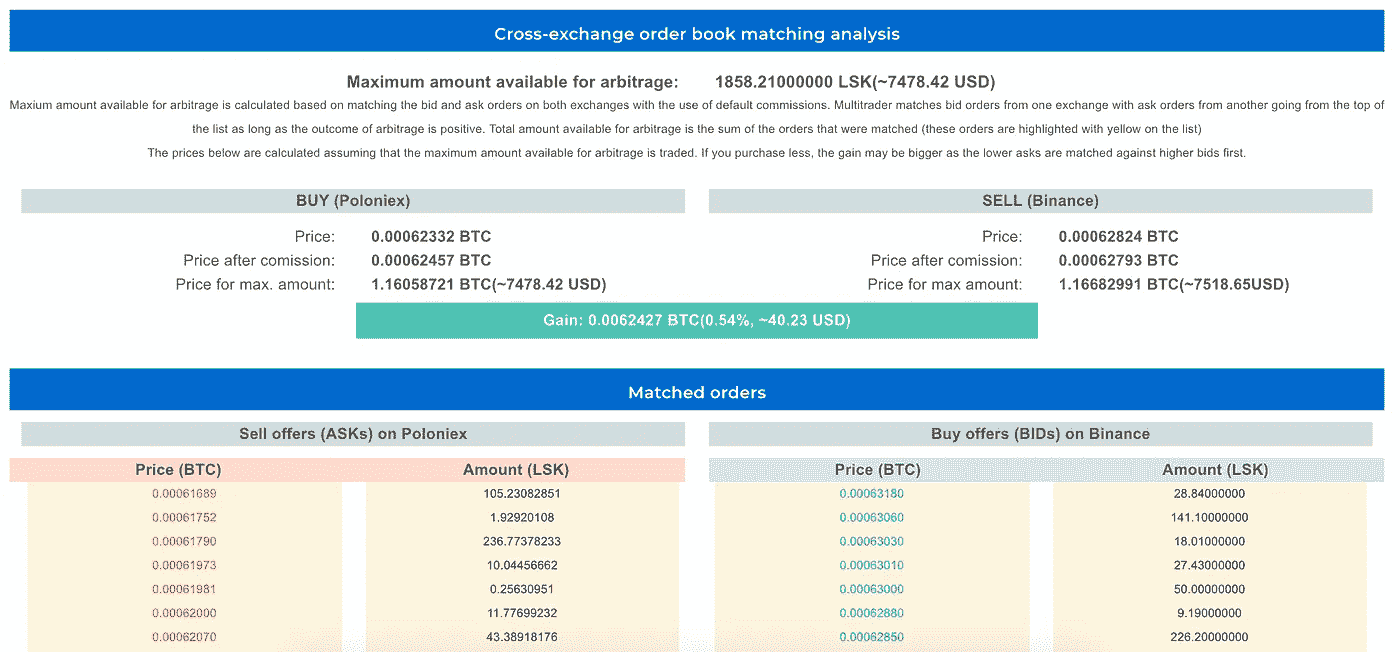 Cross-exchange order book matching analysis
Maximum amount available for arbitrage: 1858.21000000 LSK(~7478.42 USD)
Maxium amount available for arbitrage is calculated based on matching the bid and ask orders on both exchanges with the use of default commissions. Multitrader matches bid orders from one exchange with ask orders from another going from the top of
the list as long as the outcome of arbitrage is positive. Total amount available for arbitrage is the sum of the orders that were matched (these orders are highlighted with yellow on the list)
The prices below are calculated assuming that the maximum amount available for arbitrage is traded. If you purchase less, the gain may be bigger as the lower asks are matched against higher bids first.
BUY (Poloniex) SELL (Binance)
Price: 0.00062332 BTC Price: 0.00062824 BTC
Price after comission: 0.00062457 BTC Price after comission: 0.00062793 BTC
Price for max. amount: 1.16058721 BTC(~7478.42 USD) Price for max amount: 1.16682991 BTC(~7518.65USD)
Gain: 0.0062427 BTC(0.54%, ~40.23 USD)
Matched orders
Sell offers (ASKs) on Poloniex Buy offers (BIDs) on Binance
Price (BTC) Amount (LSK) Price (BTC) Amount (LSK)
0.00061689 105.23082851 0.00063180 28.84000000
0.00061752 1.92920108 0.00063060 141.10000000
0.00061790 236.77378233 0.00063030 18.01000000
0.00061973 10.04456662 0.00063010 27.43000000
0.00061981 0.25630951 0.00063000 50.00000000
0.00062000 11.77699232 0.00062880 9.19000000
0.00062070 43.38918176 0.00062850 226.20000000